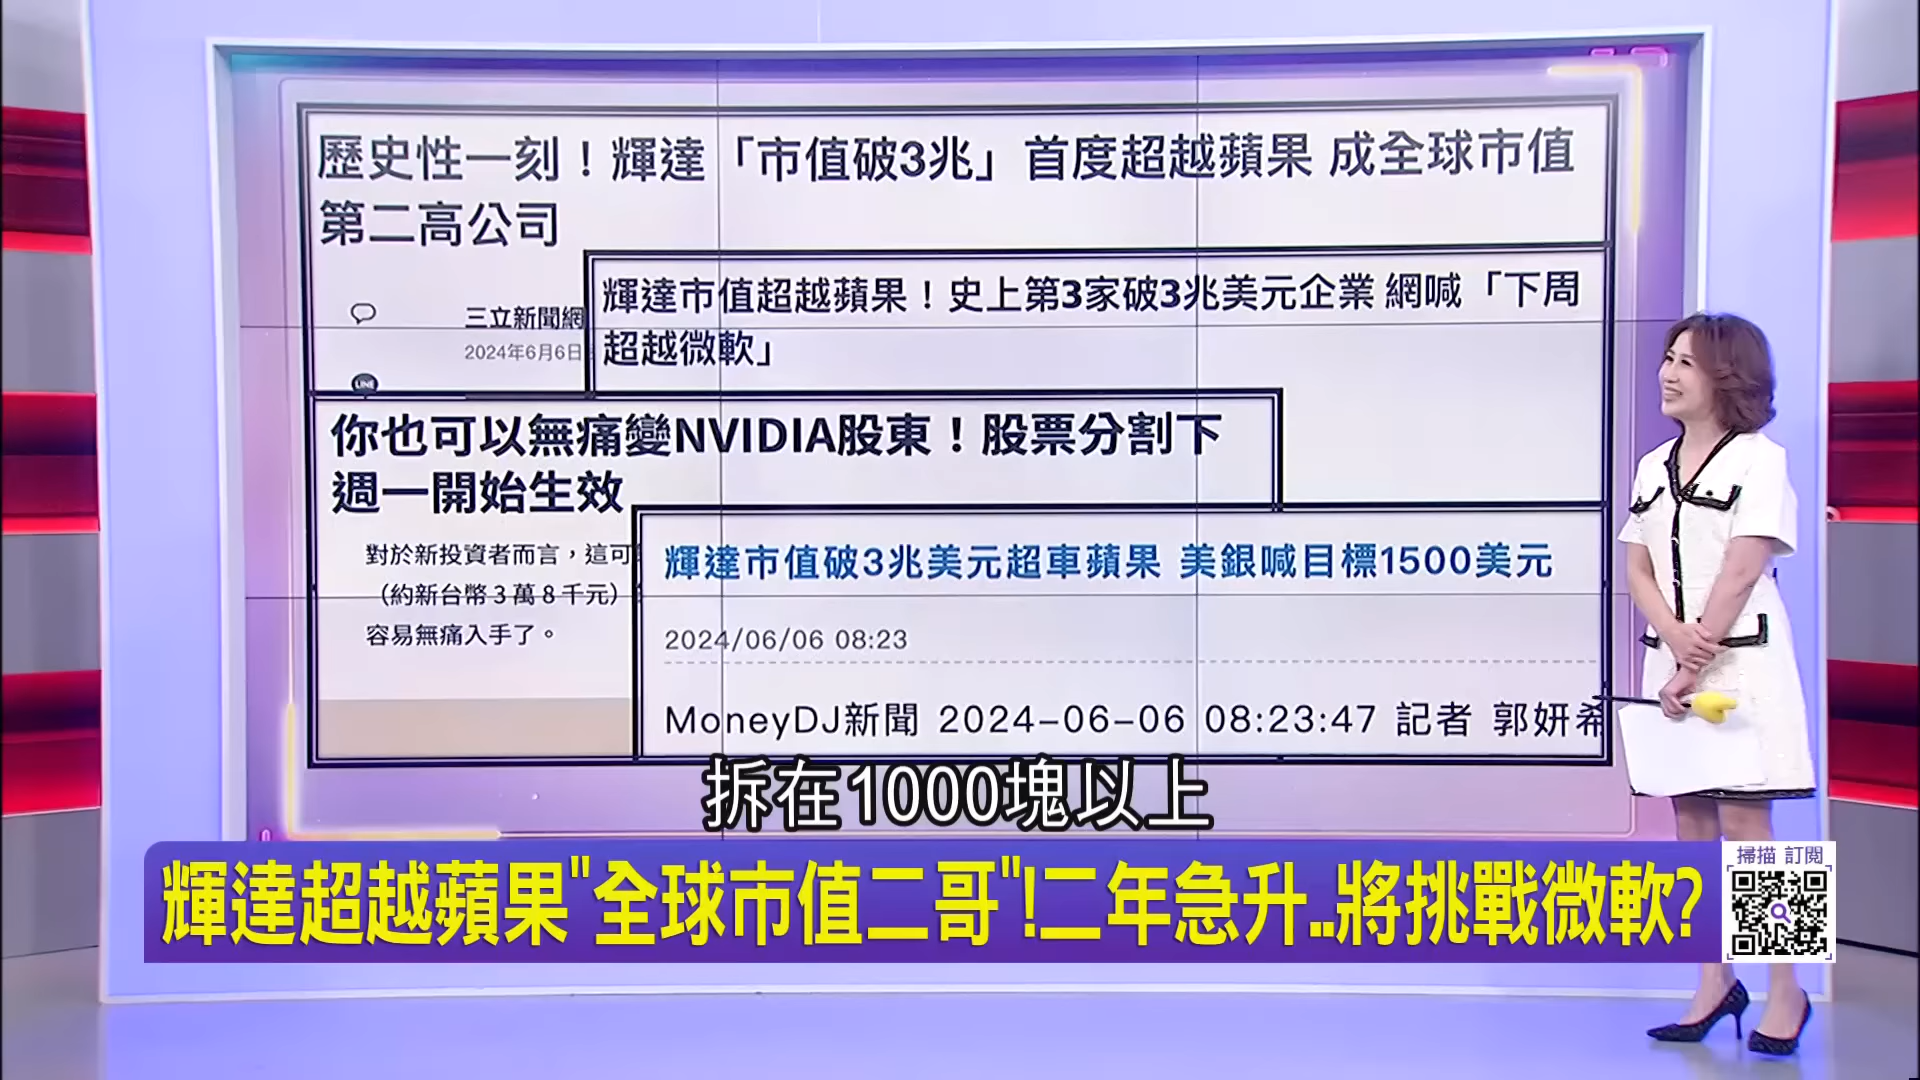 歷史性一刻！輝達「市值破3兆」首度超越蘋果 成全球市值
第二高公司
三立新聞網
2024年6月6日
LINE
輝達市值超越蘋果！史上第3家破3兆美元企業 網喊「下周
超越微軟」
你也可以無痛變NVIDIA股東！股票分割下
週一開始生效
對於新投資者而言，這可
（約新台幣 3 萬 8 千元）
容易無痛入手了。
輝達市值破3兆美元超車蘋果 美銀喊目標1500美元
2024/06/06 08:23
MoneyDJ新聞 2024-06-06 08:23:47 記者 郭妍希
拆在1000塊以上
輝達超越蘋果"全球市值二哥"!二年急升..將挑戰微軟?
掃描 訂閱